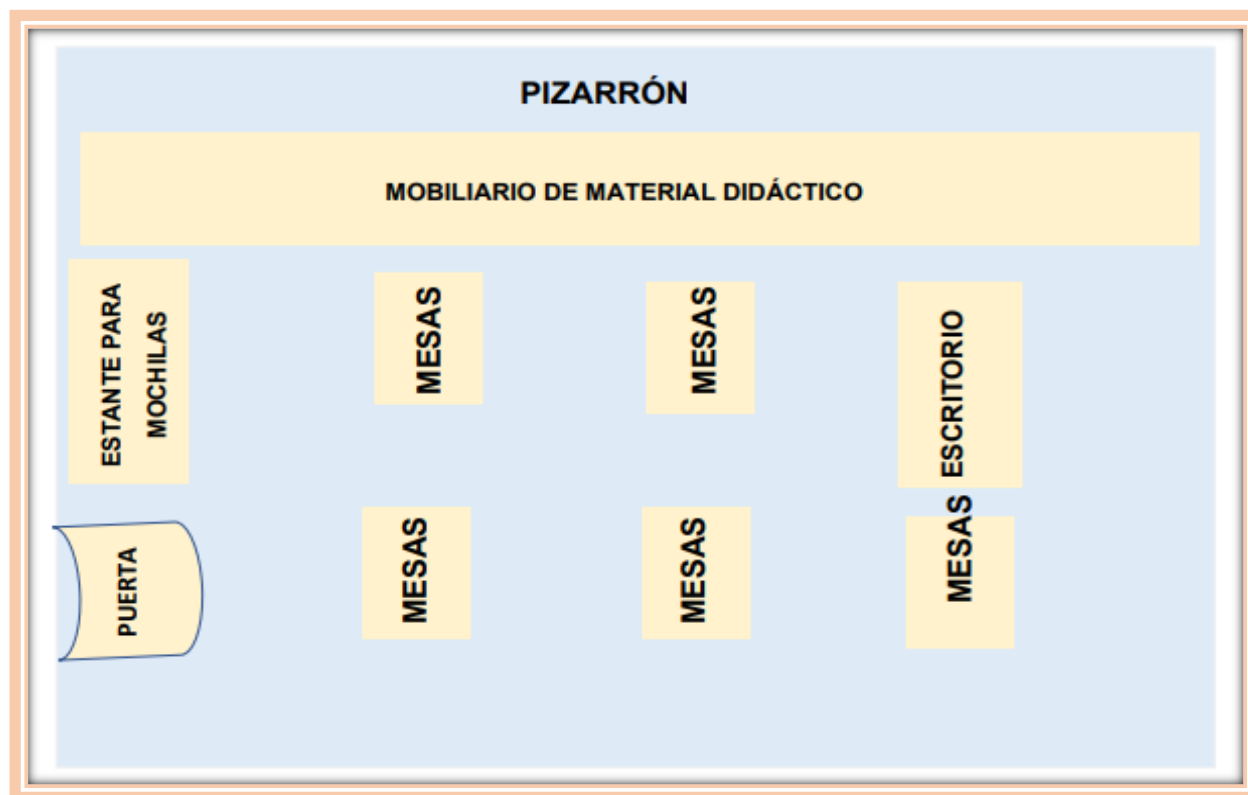 PIZARRÓN
MOBILIARIO DE MATERIAL DIDÁCTICO
ESTANTE PARA
MOCHILAS
MESAS
MESAS
ESCRITORIO
PUERTA
MESAS
MESAS
MESAS